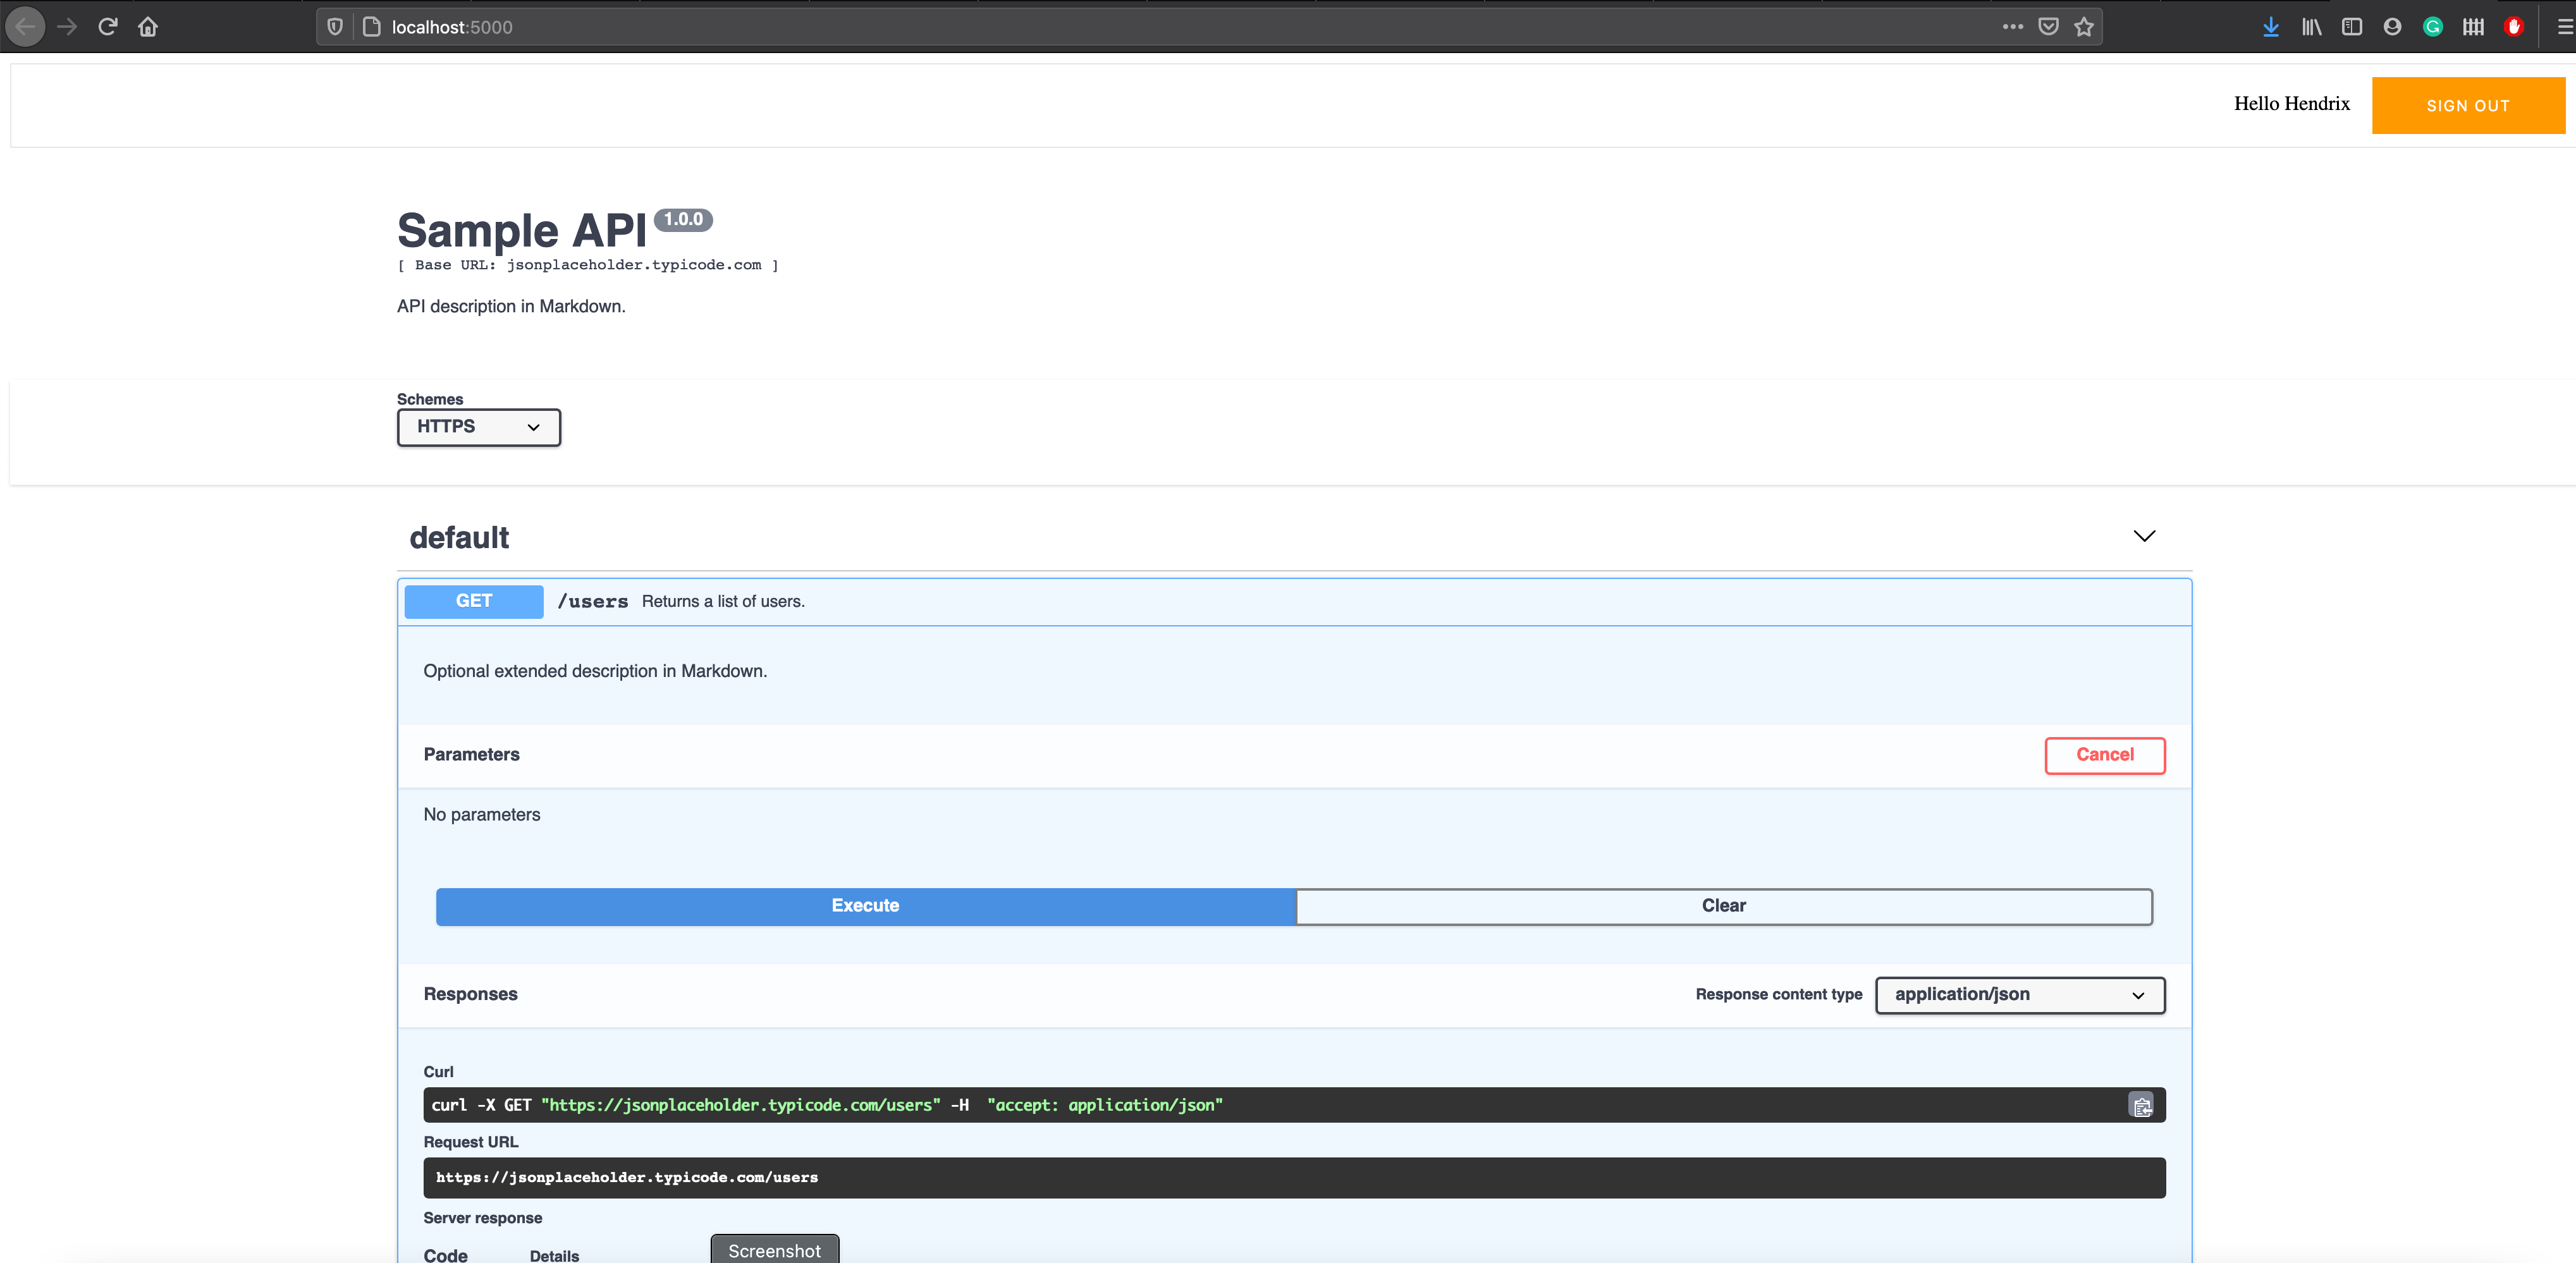 localhost:5000
Hello Hendrix
SIGN OUT
Sample API 1.0.0
[ Base URL: jsonplaceholder.typicode.com ]
API description in Markdown.
Schemes
HTTPS
default
GET /users Returns a list of users.
Optional extended description in Markdown.
Parameters
Cancel
No parameters
Execute
Clear
Responses
Response content type
application/json
Curl
curl -X GET "https://jsonplaceholder.typicode.com/users" -H  "accept: application/json"
Request URL
https://jsonplaceholder.typicode.com/users
Server response
Code
Details
Screenshot